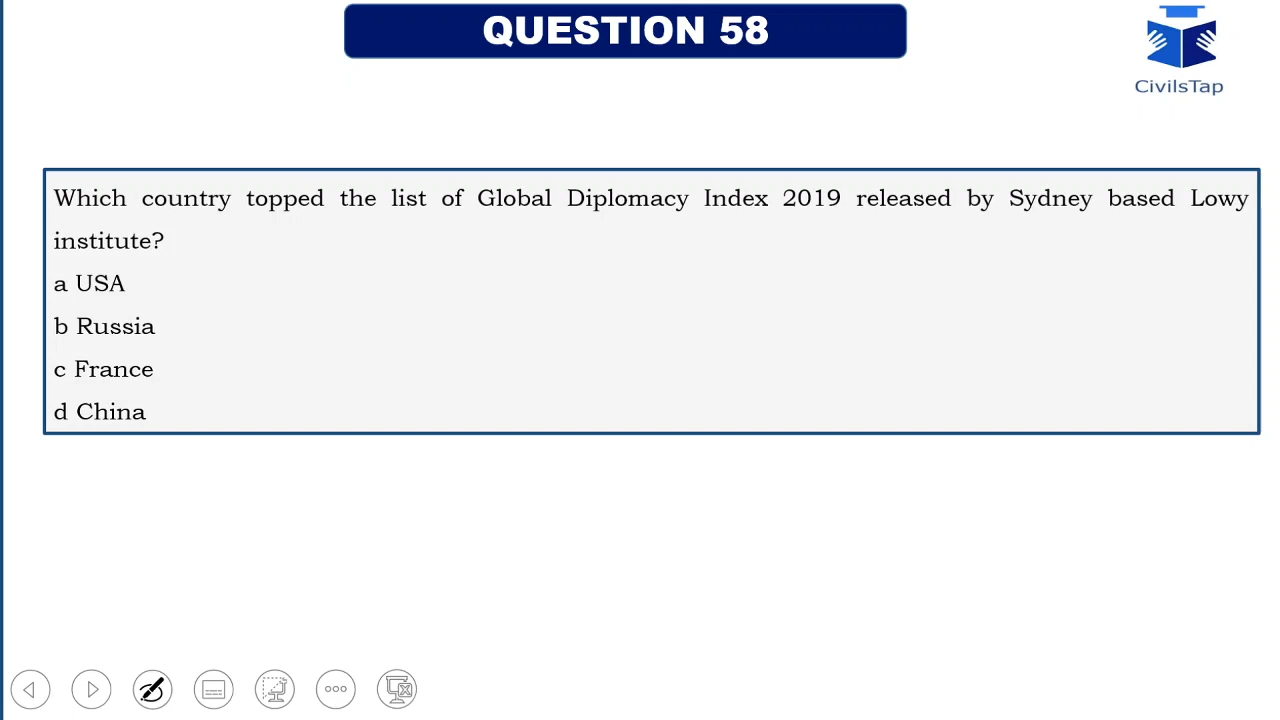 QUESTION 58
CivilsTap
Which country topped the list of Global Diplomacy Index 2019 released by Sydney based Lowy
institute?
a USA
b Russia
c France
d China